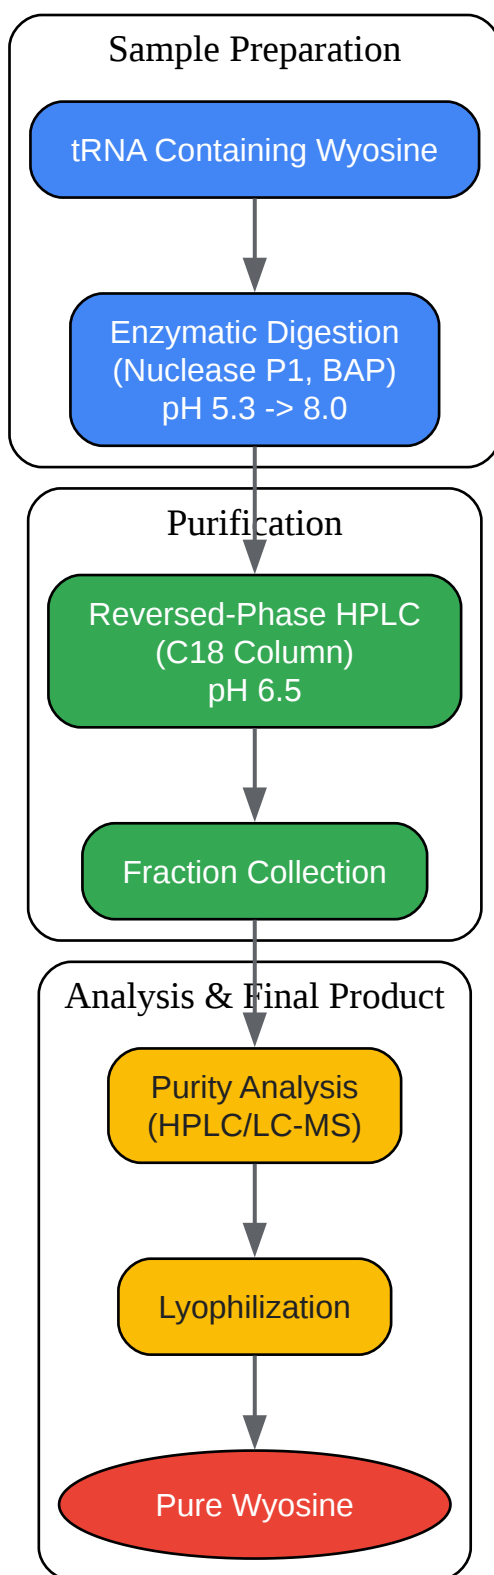 Sample Preparation
tRNA Containing Wyosine
Enzymatic Digestion
(Nuclease P1, BAP)
pH 5.3 -> 8.0
Purification
Reversed-Phase HPLC
(C18 Column)
pH 6.5
Fraction Collection
Analysis & Final Product
Purity Analysis
(HPLC/LC-MS)
Lyophilization
Pure Wyosine